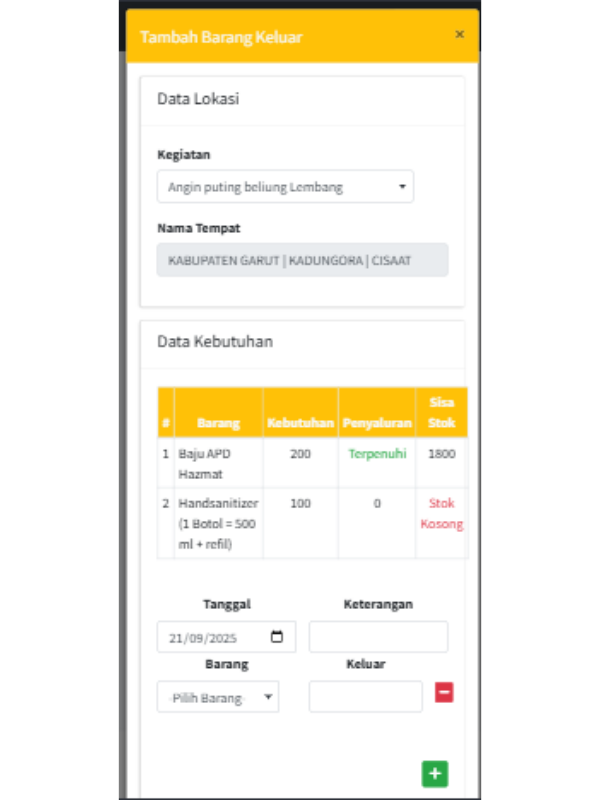 Tambah Barang Keluar ×
Data Lokasi
Kegiatan
Angin puting beliung Lembang
Nama Tempat
KABUPATEN GARUT | KADUNGORA | CISAAT
Data Kebutuhan
# Barang Kebutuhan Penyaluran Sisa Stok
1 Baju APD Hazmat 200 Terpenuhi 1800
2 Handsanitizer (1 Botol = 500 ml + refil) 100 0 Stok Kosong
Tanggal Keterangan
21/09/2025
Barang Keluar
-Pilih Barang-